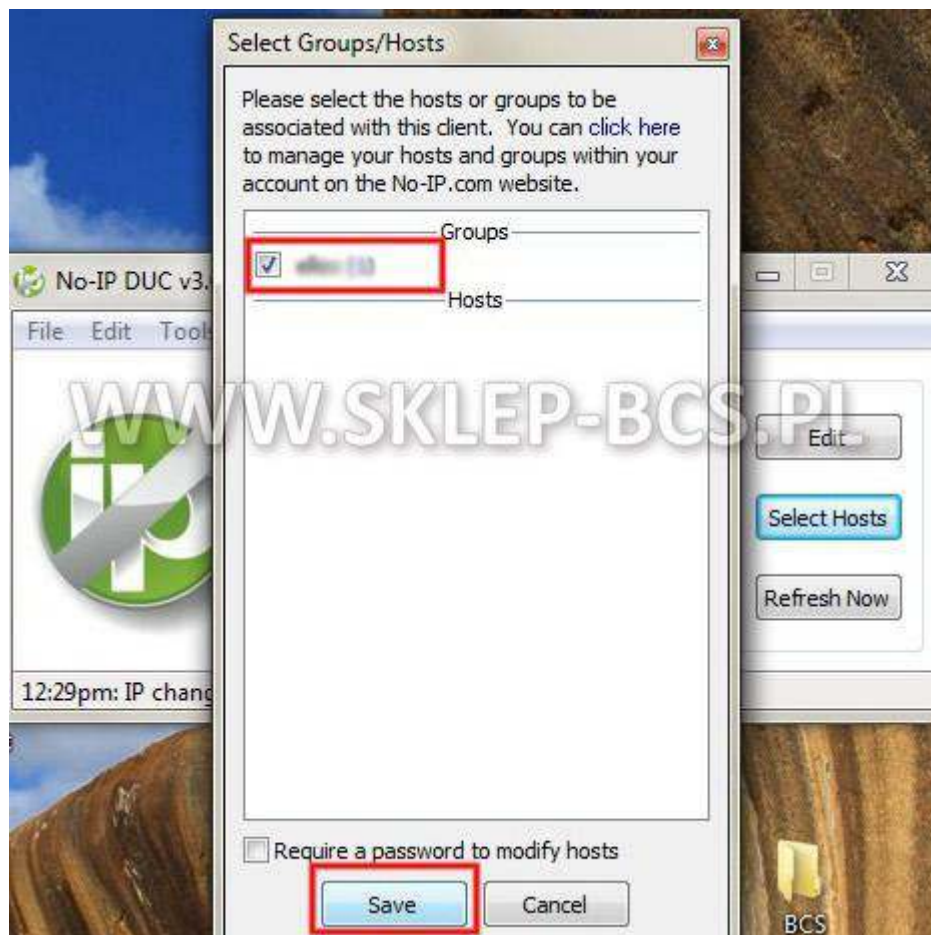 Select Groups/Hosts
Please select the hosts or groups to be
associated with this client. You can click here
to manage your hosts and groups within your
account on the No-IP.com website.
Groups
Hosts
No-IP DUC v3.
File Edit Tools
WWW.SKLEP-BCS.PL
ip
Edit
Select Hosts
Refresh Now
12:29pm: IP chang
Require a password to modify hosts
Save Cancel
BCS